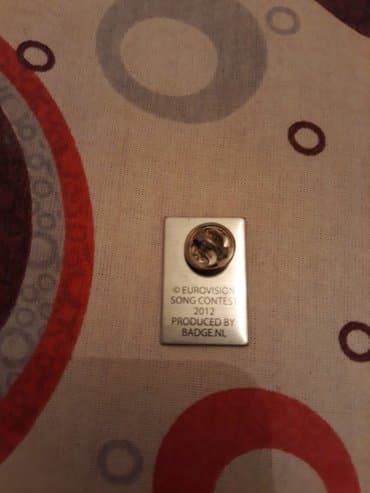 © EUROVISION
SONG CONTEST
2012
PRODUCED BY
BADGE.NL